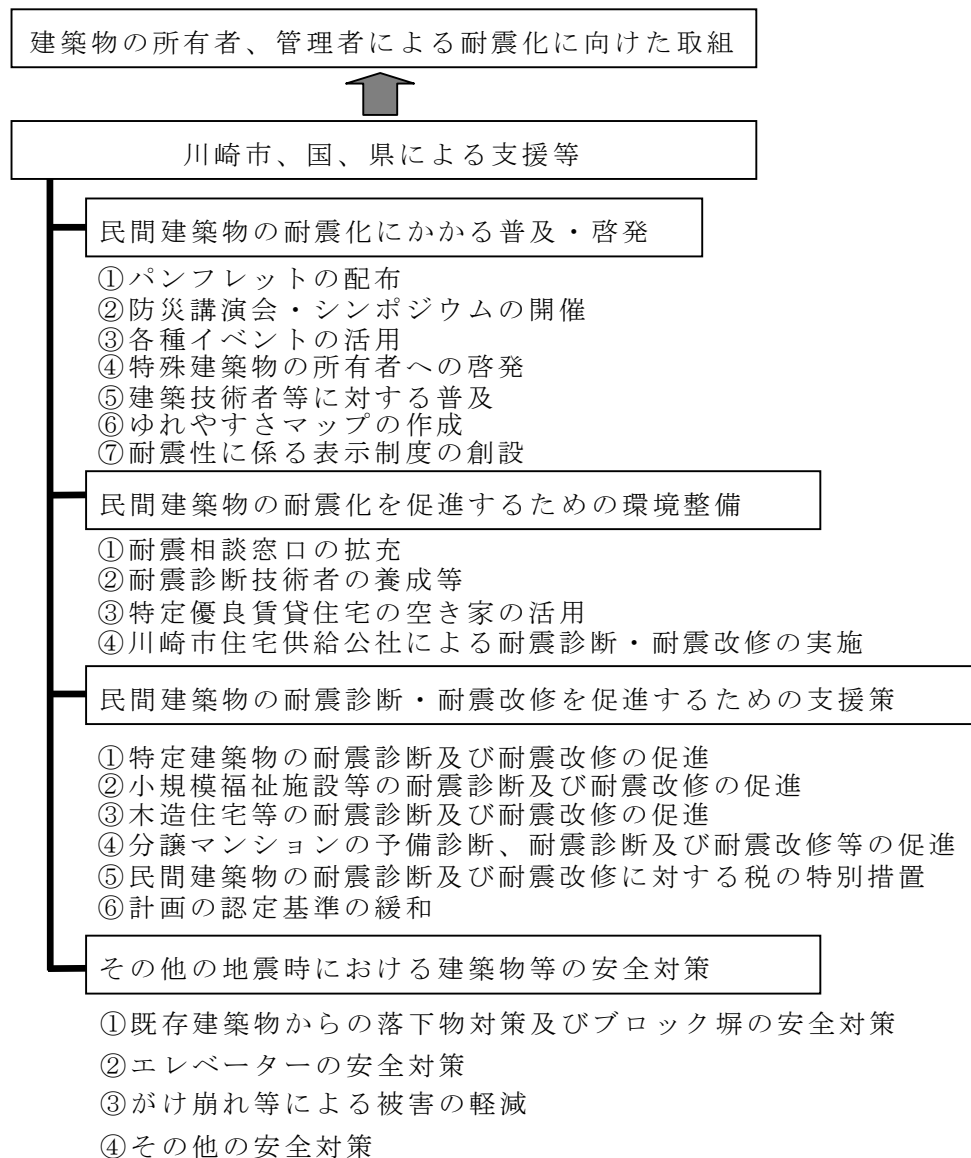 建築物の所有者、管理者による耐震化に向けた取組
川崎市、国、県による支援等
民間建築物の耐震化にかかる普及・啓発
①パンフレットの配布
②防災講演会・シンポジウムの開催
③各種イベントの活用
④特殊建築物の所有者への啓発
⑤建築技術者等に対する普及
⑥ゆれやすさマップの作成
⑦耐震性に係る表示制度の創設
民間建築物の耐震化を促進するための環境整備
①耐震相談窓口の拡充
②耐震診断技術者の養成等
③特定優良賃貸住宅の空き家の活用
④川崎市住宅供給公社による耐震診断・耐震改修の実施
民間建築物の耐震診断・耐震改修を促進するための支援策
①特定建築物の耐震診断及び耐震改修の促進
②小規模福祉施設等の耐震診断及び耐震改修の促進
③木造住宅等の耐震診断及び耐震改修の促進
④分譲マンションの予備診断、耐震診断及び耐震改修等の促進
⑤民間建築物の耐震診断及び耐震改修に対する税の特別措置
⑥計画の認定基準の緩和
その他の地震時における建築物等の安全対策
①既存建築物からの落下物対策及びブロック塀の安全対策
②エレベーターの安全対策
③がけ崩れ等による被害の軽減
④その他の安全対策